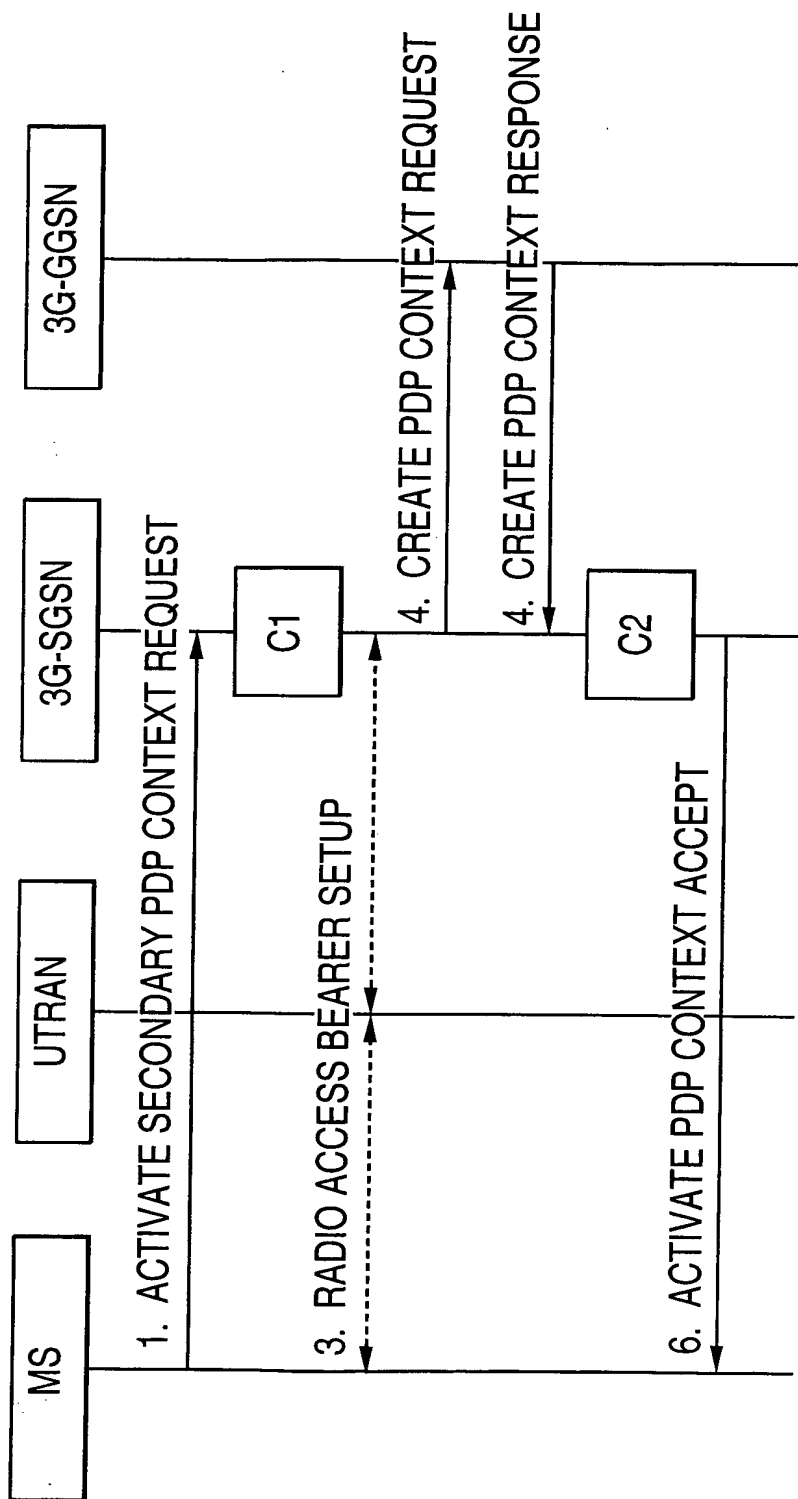 MS
UTRAN
3G-SGSN
3G-GGSN
1. ACTIVATE SECONDARY PDP CONTEXT REQUEST
C1
3. RADIO ACCESS BEARER SETUP
4. CREATE PDP CONTEXT REQUEST
4. CREATE PDP CONTEXT RESPONSE
C2
6. ACTIVATE PDP CONTEXT ACCEPT